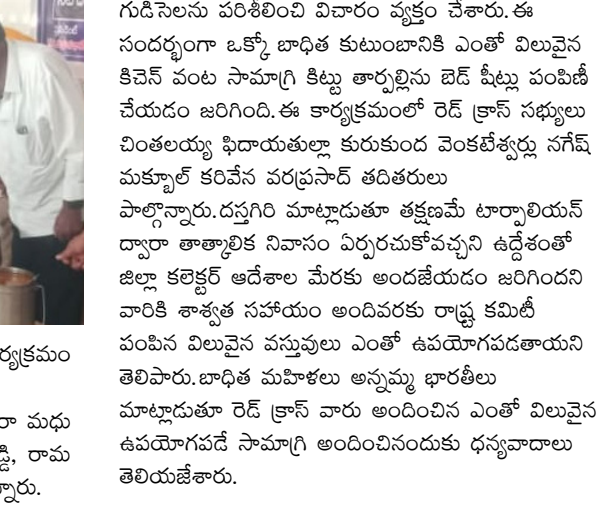 గుడిసెలను పరిశీలించి విచారం వ్యక్తం చేశారు.ఈ
సందర్భంగా ఒక్కో బాధిత కుటుంబానికి ఎంతో విలువైన
కిచెన్ వంట సామాగ్రి కిట్టు తార్పల్లిను బెడ్ షీట్లు పంపిణీ
చేయడం జరిగింది.ఈ కార్యక్రమంలో రెడ్ క్రాస్ సభ్యులు
చింతలయ్య ఫిదాయతుల్లా కురుకుంద వెంకటేశ్వర్లు నగేష్
మక్బూల్ కరివేన వరప్రసాద్ తదితరులు
పాల్గొన్నారు.దస్తగిరి మాట్లాడుతూ తక్షణమే టార్పాలియన్
ద్వారా తాత్కాలిక నివాసం ఏర్పరచుకోవచ్చని ఉద్దేశంతో
జిల్లా కలెక్టర్ ఆదేశాల మేరకు అందజేయడం జరిగిందని
వారికి శాశ్వత సహాయం అందివరకు రాష్ట్ర కమిటీ
పంపిన విలువైన వస్తువులు ఎంతో ఉపయోగపడతాయని
తెలిపారు.బాధిత మహిళలు అన్నమ్మ భారతీలు
మాట్లాడుతూ రెడ్ క్రాస్ వారు అందించిన ఎంతో విలువైన
ఉపయోగపడే సామాగ్రి అందించినందుకు ధన్యవాదాలు
తెలియజేశారు.
ర్యక్రమం
రా మధు
డ్డి, రామ
న్నారు.